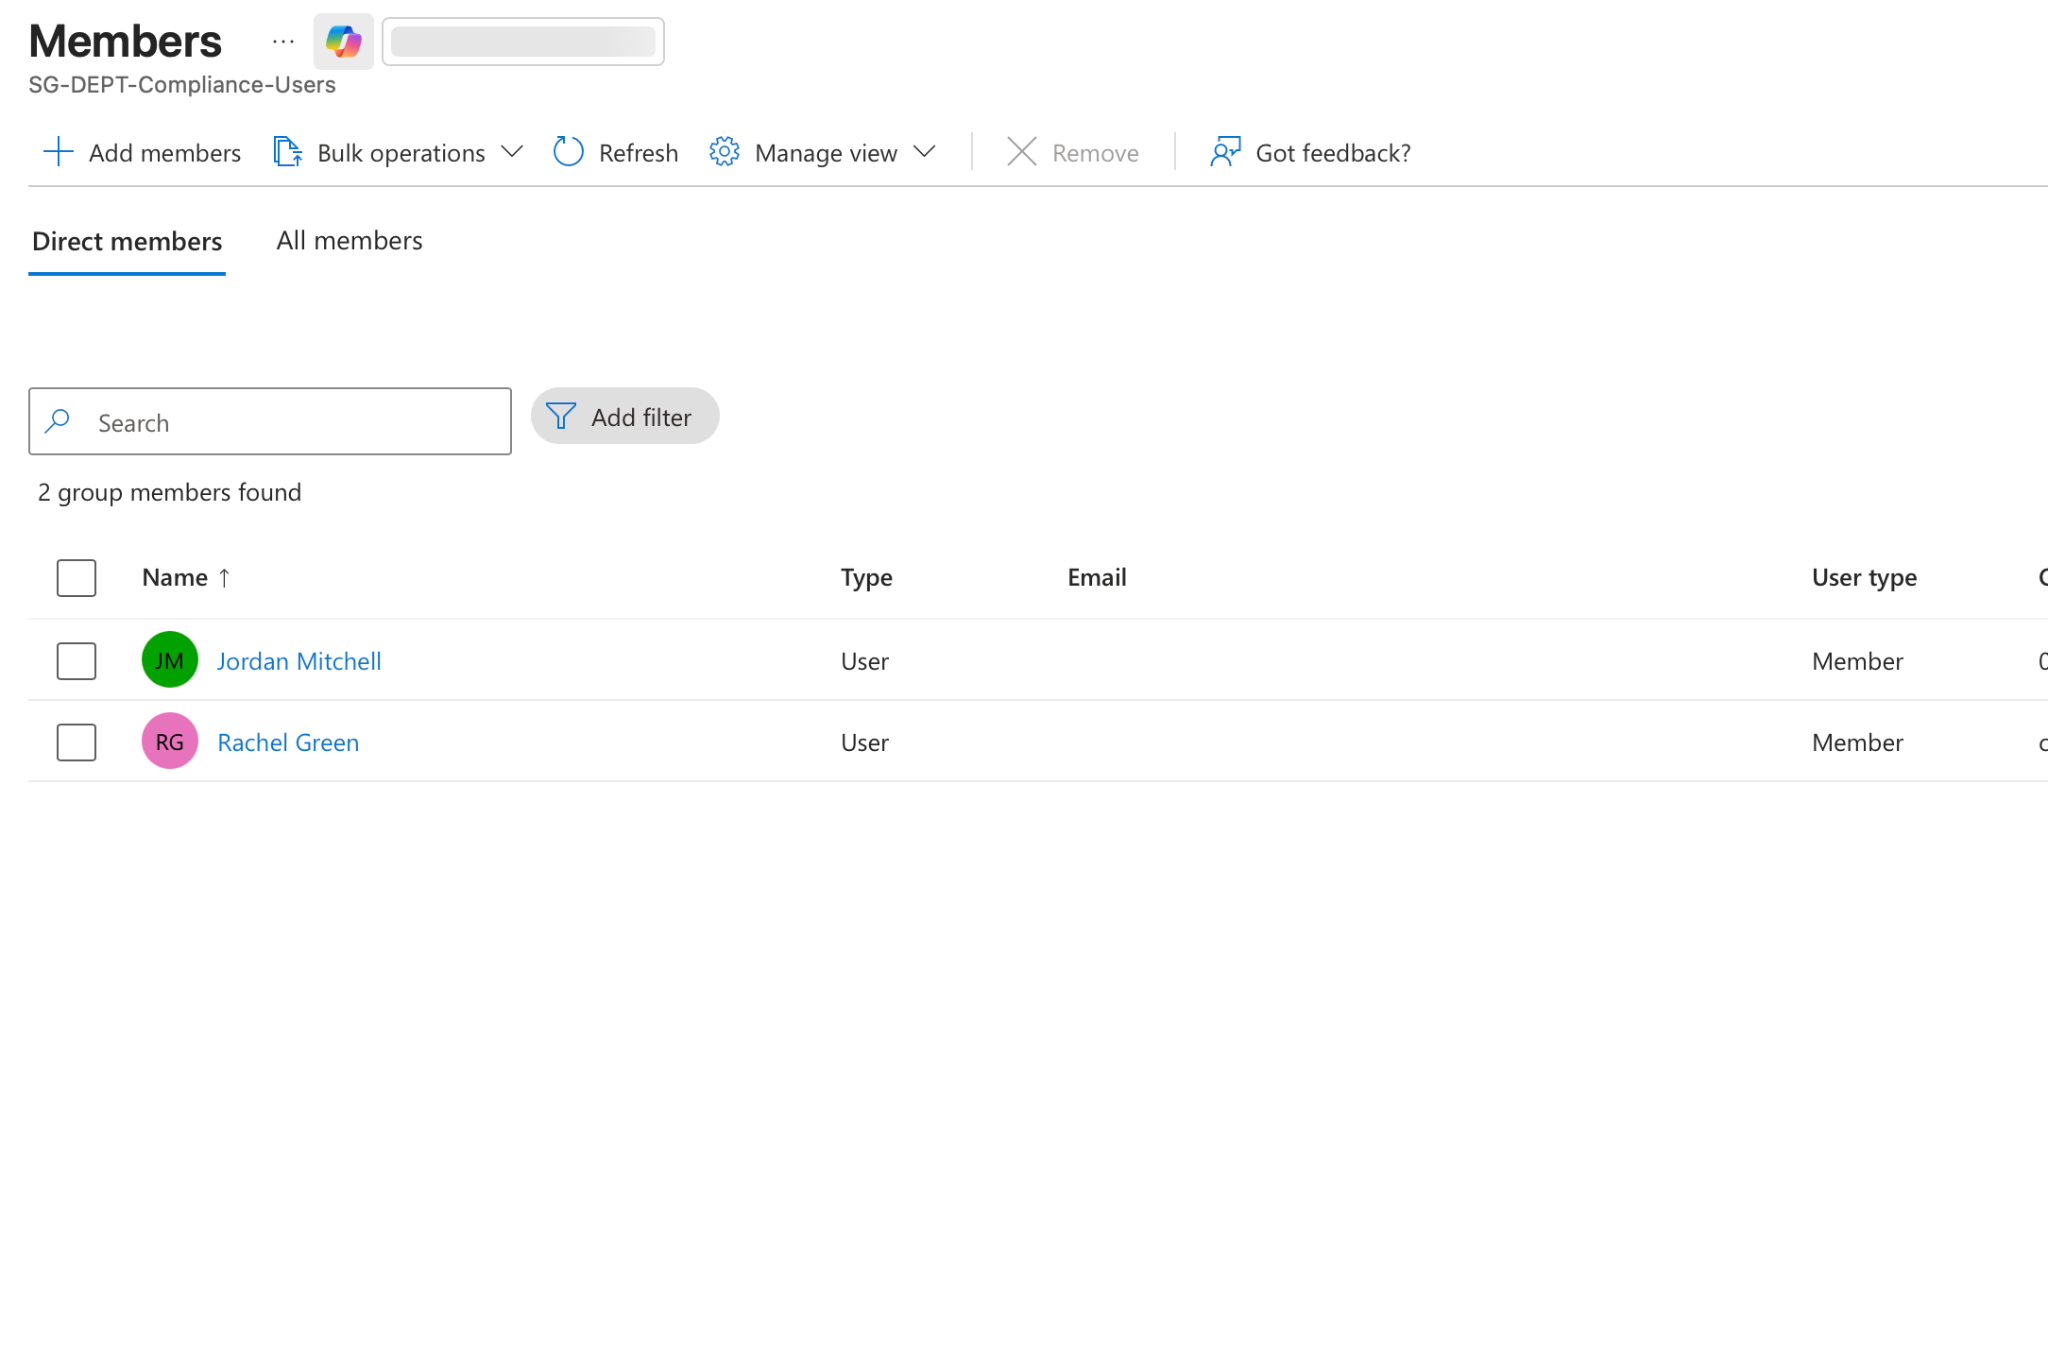 Members ...
SG-DEPT-Compliance-Users
Add members Bulk operations Refresh Manage view Remove Got feedback?
Direct members All members
Search Add filter
2 group members found
Name ↑ Type Email User type
JM Jordan Mitchell User Member
RG Rachel Green User Member